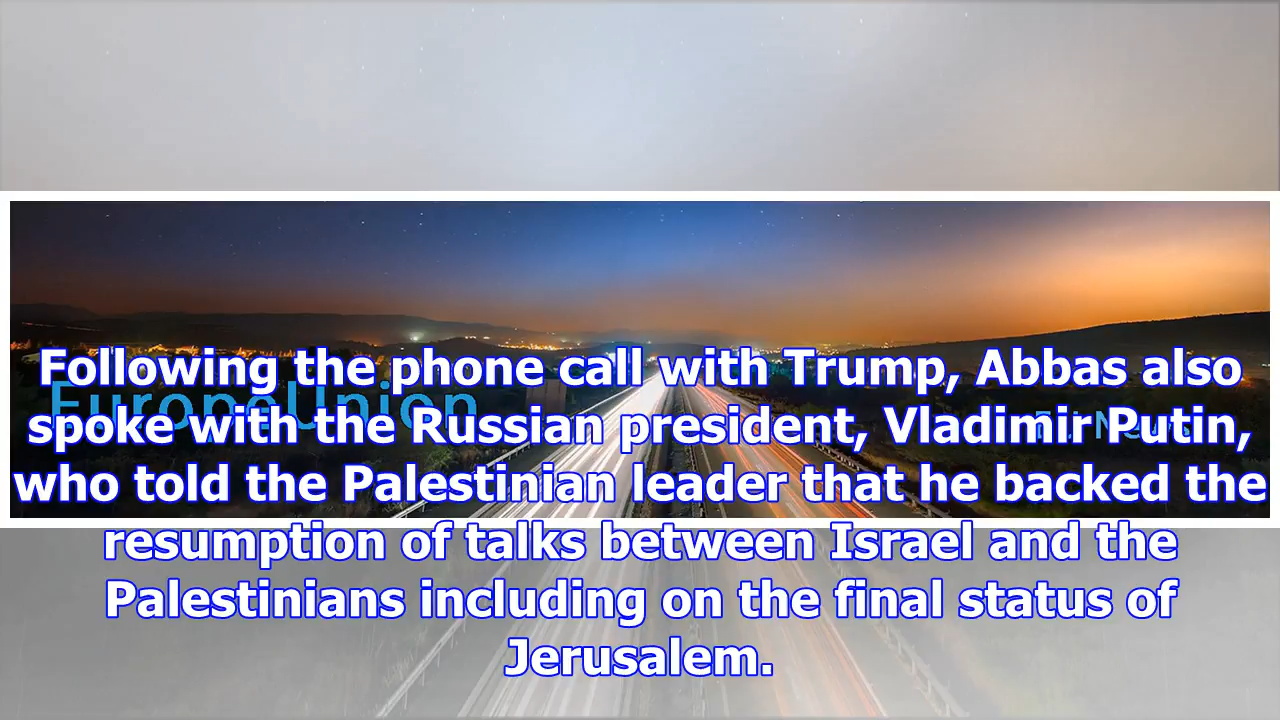 Following the phone call with Trump, Abbas also
EuropeUnion
spoke with the Russian president, Vladimir Putin,
who told the Palestinian leader that he backed the
resumption of talks between Israel and the
Palestinians including on the final status of
Jerusalem.